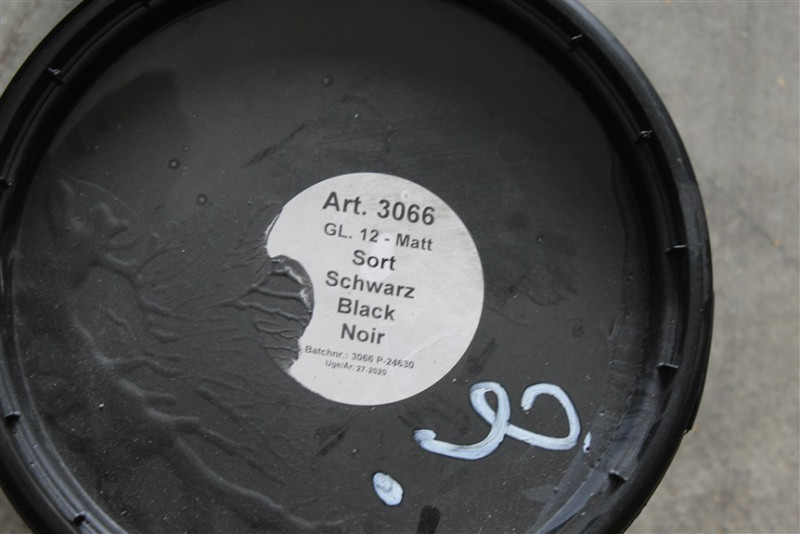 Art. 3066
GL. 12 - Matt
Sort
Schwarz
Black
Noir
Batchnr.: 3066 P-24630
Uge/År: 27-2020